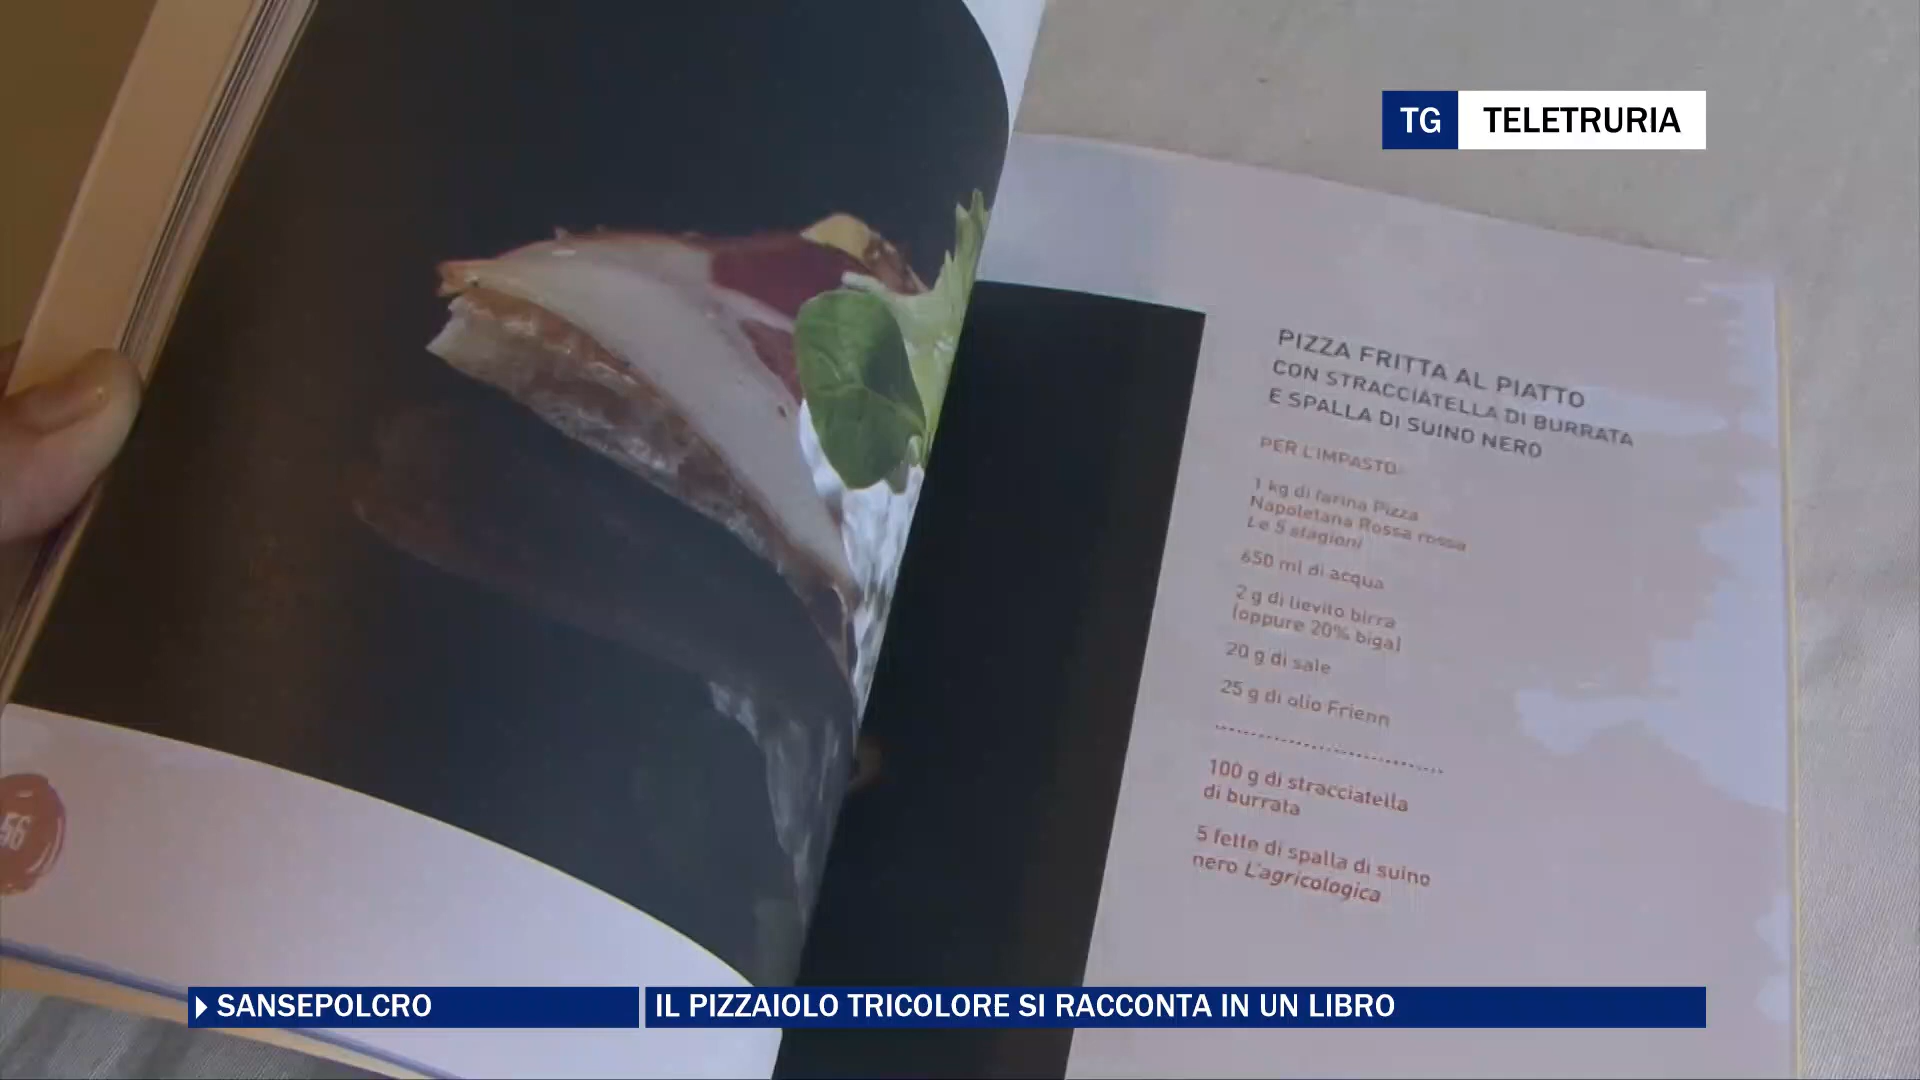 TG TELETRURIA
PIZZA FRITTA AL PIATTO
CON STRACCIATELLA DI BURRATA
E SPALLA DI SUINO NERO
PER L'IMPASTO
1 kg di farina Pizza
Napoletana Rossa rossa
Le 5 stagioni
650 ml di acqua
2 g di lievito birra
(oppure 20% biga)
20 g di sale
25 g di olio Frienn
100 g di stracciatella
di burrata
5 fette di spalla di suino
nero L'agricologica
56
SANSEPOLCRO
IL PIZZAIOLO TRICOLORE SI RACCONTA IN UN LIBRO